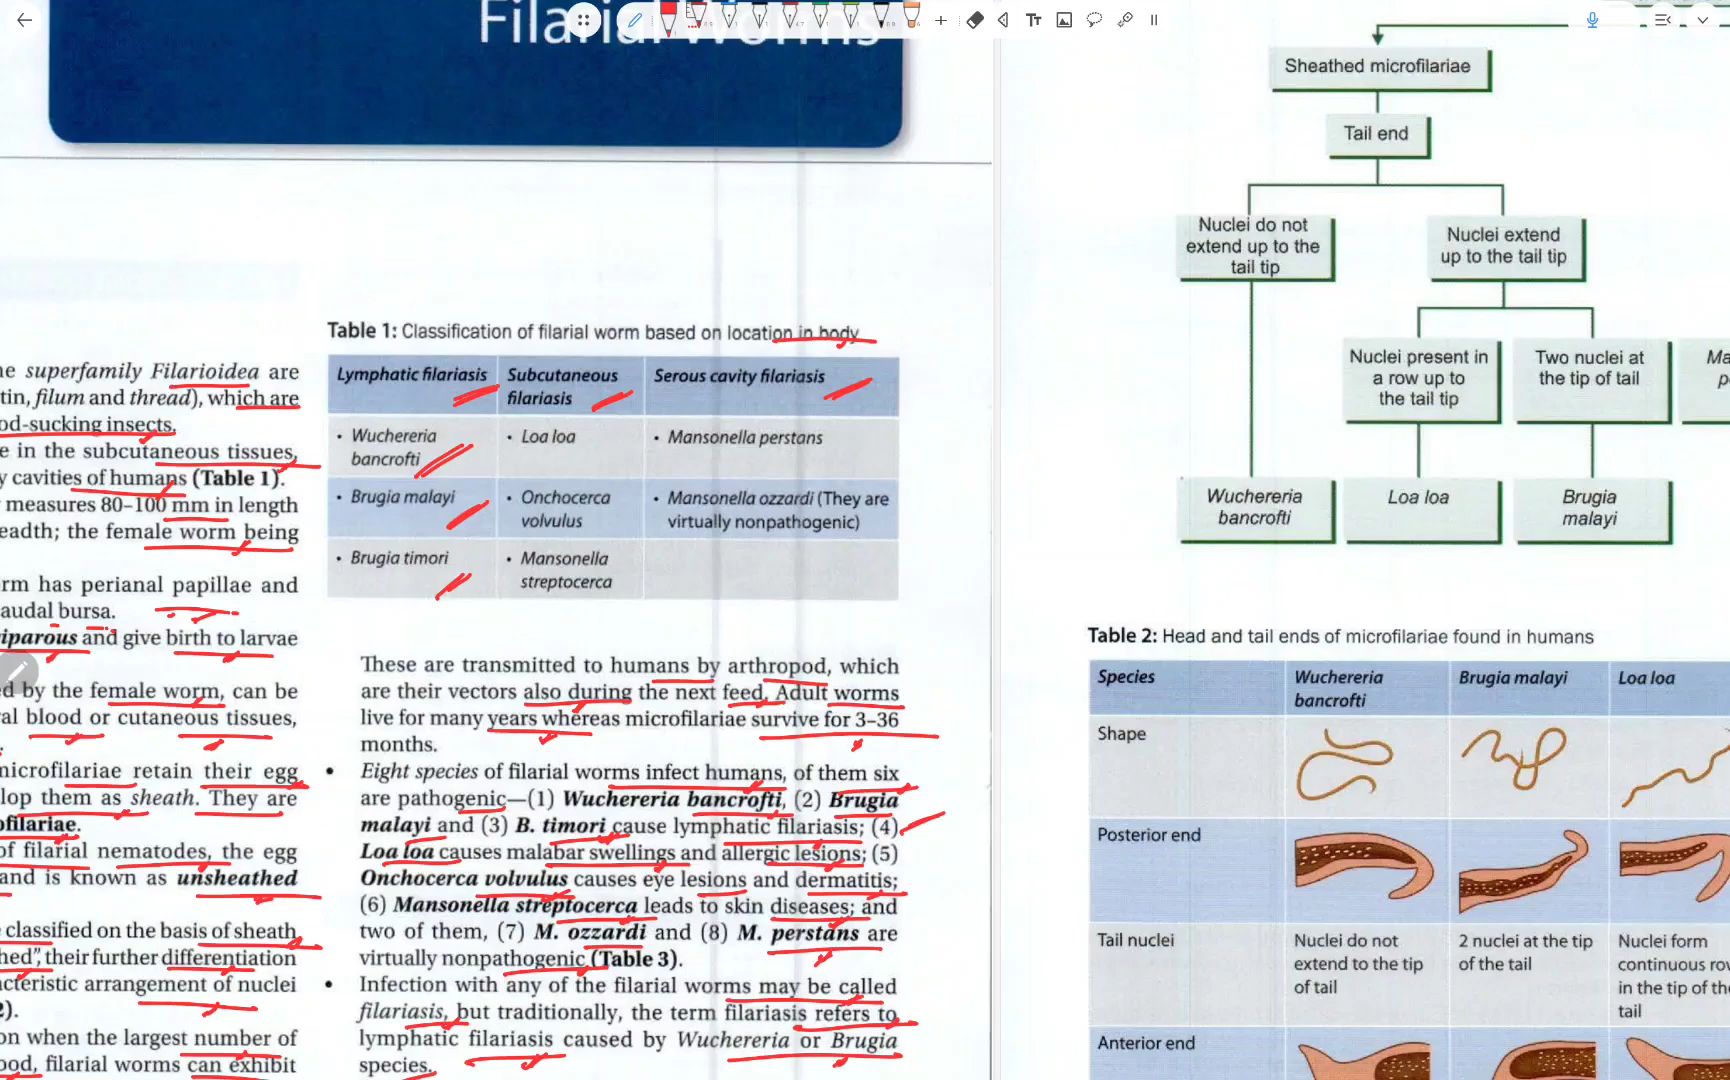 Filarial Worms
ne superfamily Filarioidea are
tin, filum and thread), which are
od-sucking insects.
e in the subcutaneous tissues,
y cavities of humans (Table 1).
measures 80–100 mm in length
eadth; the female worm being
rm has perianal papillae and
audal bursa.
iparous and give birth to larvae
d by the female worm, can be
al blood or cutaneous tissues,
nicrofilariae retain their egg
lop them as sheath. They are
ofilariae.
of filarial nematodes, the egg
and is known as unsheathed
classified on the basis of sheath
hed", their further differentiation
cteristic arrangement of nuclei
2).
on when the largest number of
ood, filarial worms can exhibit
Table 1: Classification of filarial worm based on location in body
Lymphatic filariasis Subcutaneous filariasis Serous cavity filariasis
• Wuchereria bancrofti • Loa loa • Mansonella perstans
• Brugia malayi • Onchocerca volvulus • Mansonella ozzardi (They are virtually nonpathogenic)
• Brugia timori • Mansonella streptocerca
These are transmitted to humans by arthropod, which
are their vectors also during the next feed. Adult worms
live for many years whereas microfilariae survive for 3–36
months.
• Eight species of filarial worms infect humans, of them six
are pathogenic—(1) Wuchereria bancrofti, (2) Brugia
malayi and (3) B. timori cause lymphatic filariasis; (4)
Loa loa causes malabar swellings and allergic lesions; (5)
Onchocerca volvulus causes eye lesions and dermatitis;
(6) Mansonella streptocerca leads to skin diseases; and
two of them, (7) M. ozzardi and (8) M. perstans are
virtually nonpathogenic (Table 3).
• Infection with any of the filarial worms may be called
filariasis, but traditionally, the term filariasis refers to
lymphatic filariasis caused by Wuchereria or Brugia
species.
Sheathed microfilariae
Tail end
Nuclei do not
extend up to the
tail tip
Nuclei extend
up to the tail tip
Nuclei present in
a row up to
the tail tip
Two nuclei at
the tip of tail
Ma
p
Wuchereria
bancrofti
Loa loa
Brugia
malayi
Table 2: Head and tail ends of microfilariae found in humans
Species Wuchereria bancrofti Brugia malayi Loa loa
Shape
Posterior end
Tail nuclei
Nuclei do not
extend to the tip
of tail
2 nuclei at the tip
of the tail
Nuclei form
continuous rov
in the tip of the
tail
Anterior end